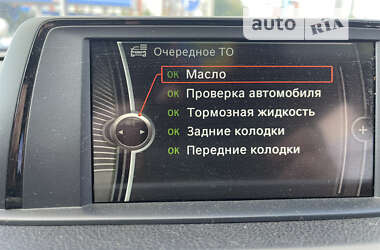 auto RIA
Очередное ТО
OK Масло
OK Проверка автомобиля
OK Тормозная жидкость
OK Задние колодки
OK Передние колодки